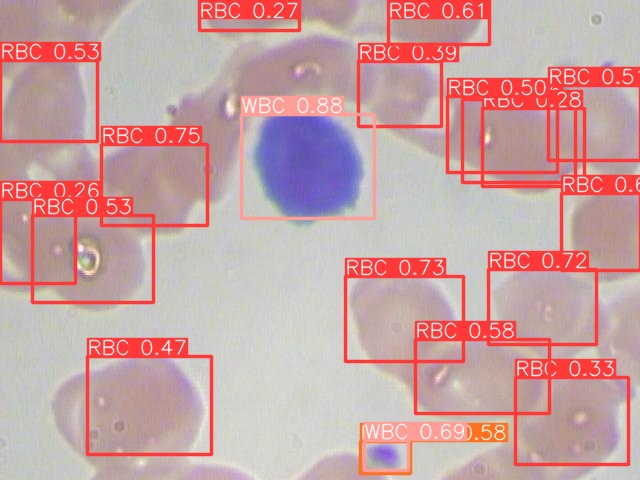 RBC 0.27
RBC 0.61
RBC 0.53
RBC 0.39
RBC 0.50
RBC 0.28
RBC 0.51
WBC 0.88
RBC 0.75
RBC 0.26
RBC 0.53
RBC 0.6
RBC 0.73
RBC 0.72
RBC 0.58
RBC 0.47
RBC 0.33
WBC 0.69
0.58